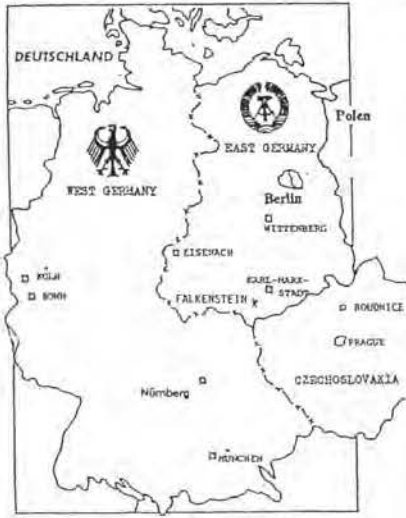 DEUTSCHLAND
Polen
EAST GERMANY
WEST GERMANY
Berlin
WITTENBERG
EISENACH
KÖLN
BONN
KARL-MARX-
STADT
FALKENSTEIN
ROUDNICE
PRAGUE
CZECHOSLOVAKIA
Nürnberg
MÜNCHEN